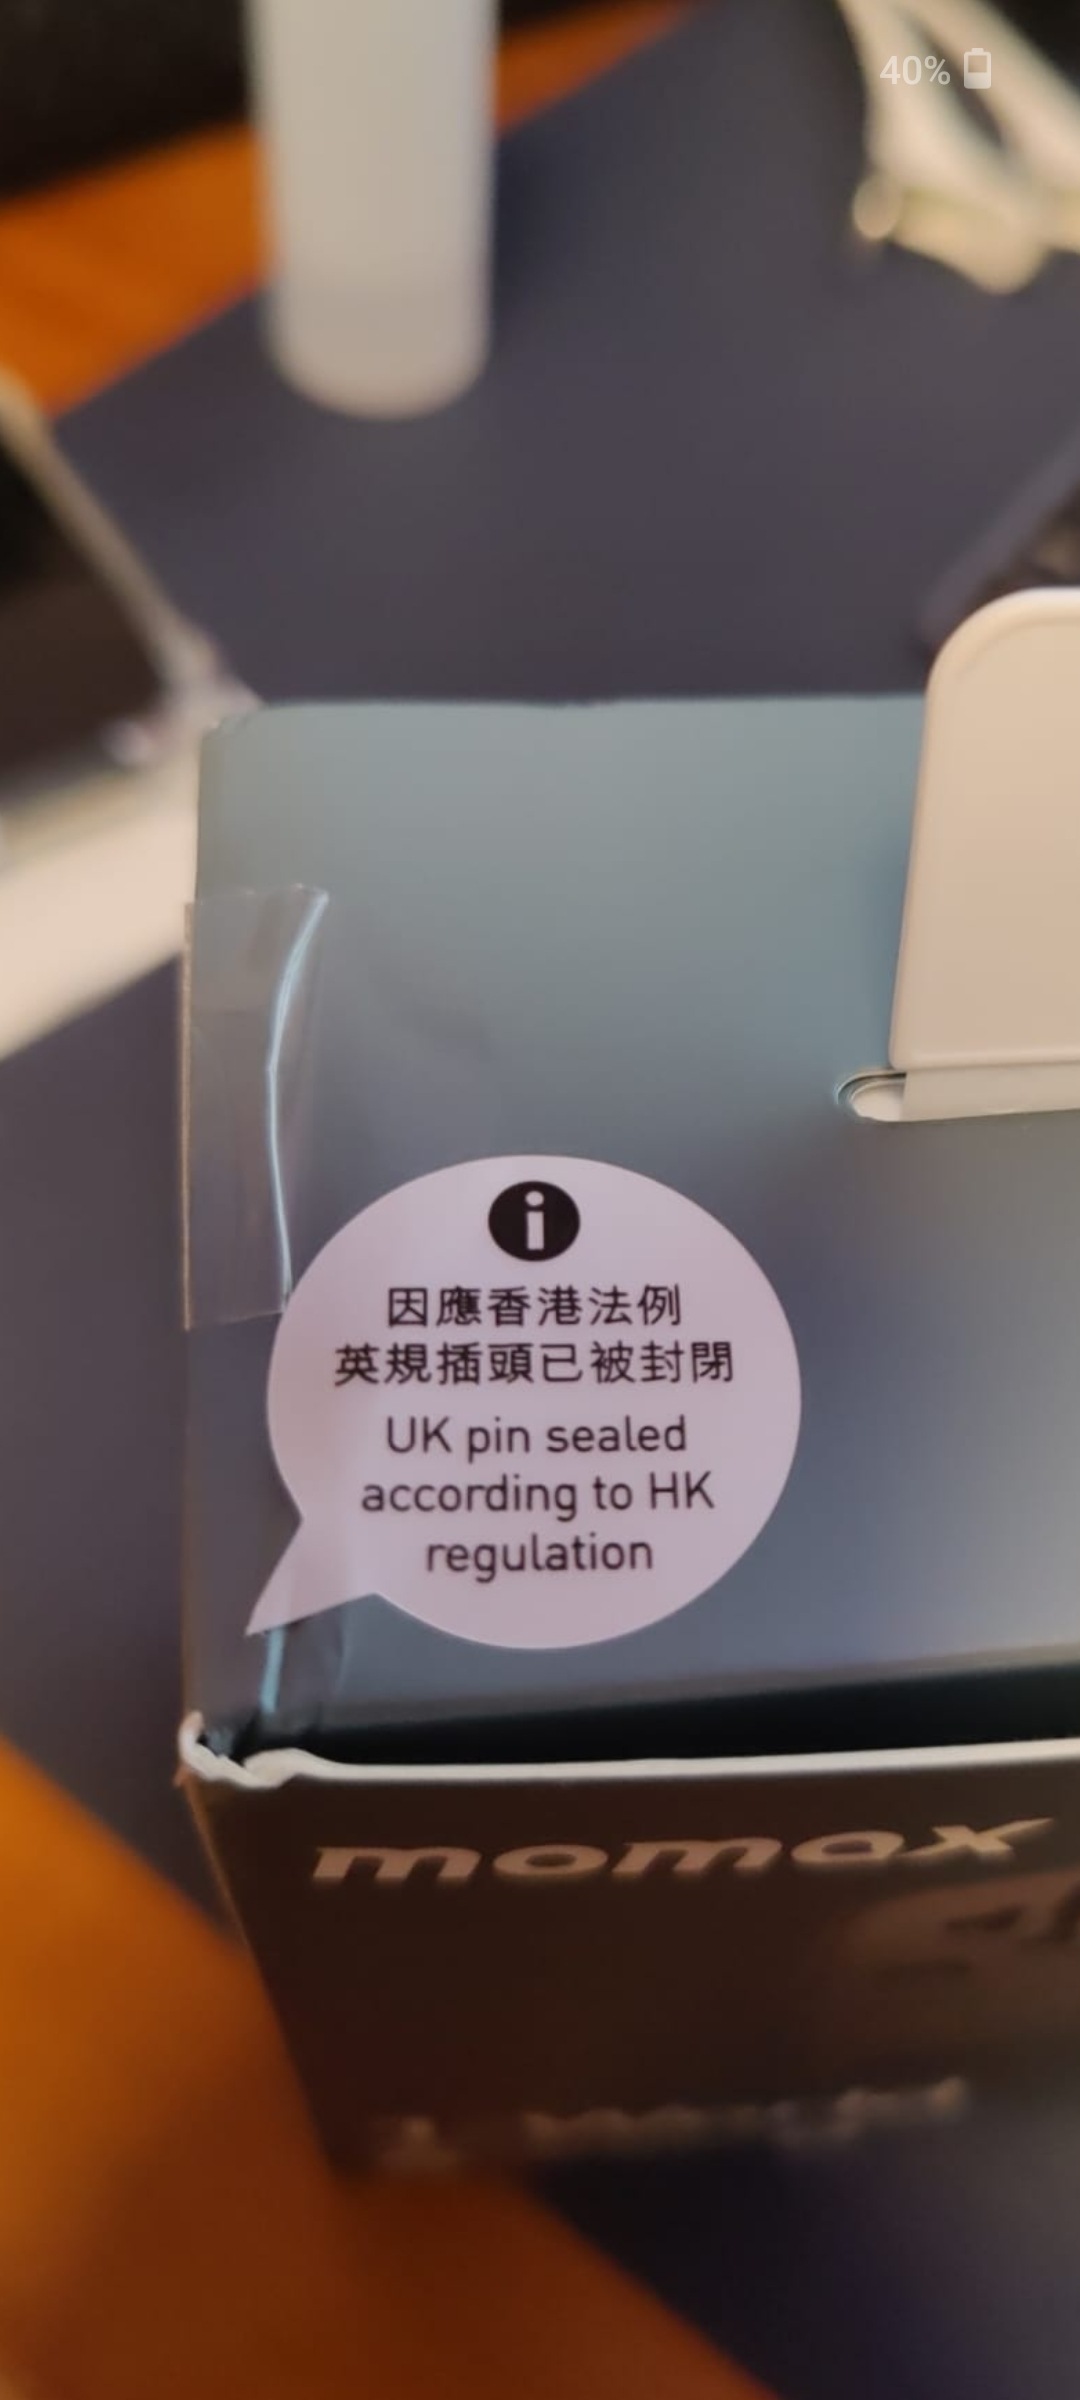 40%
i
因應香港法例
英規插頭已被封閉
UK pin sealed
according to HK
regulation
momax